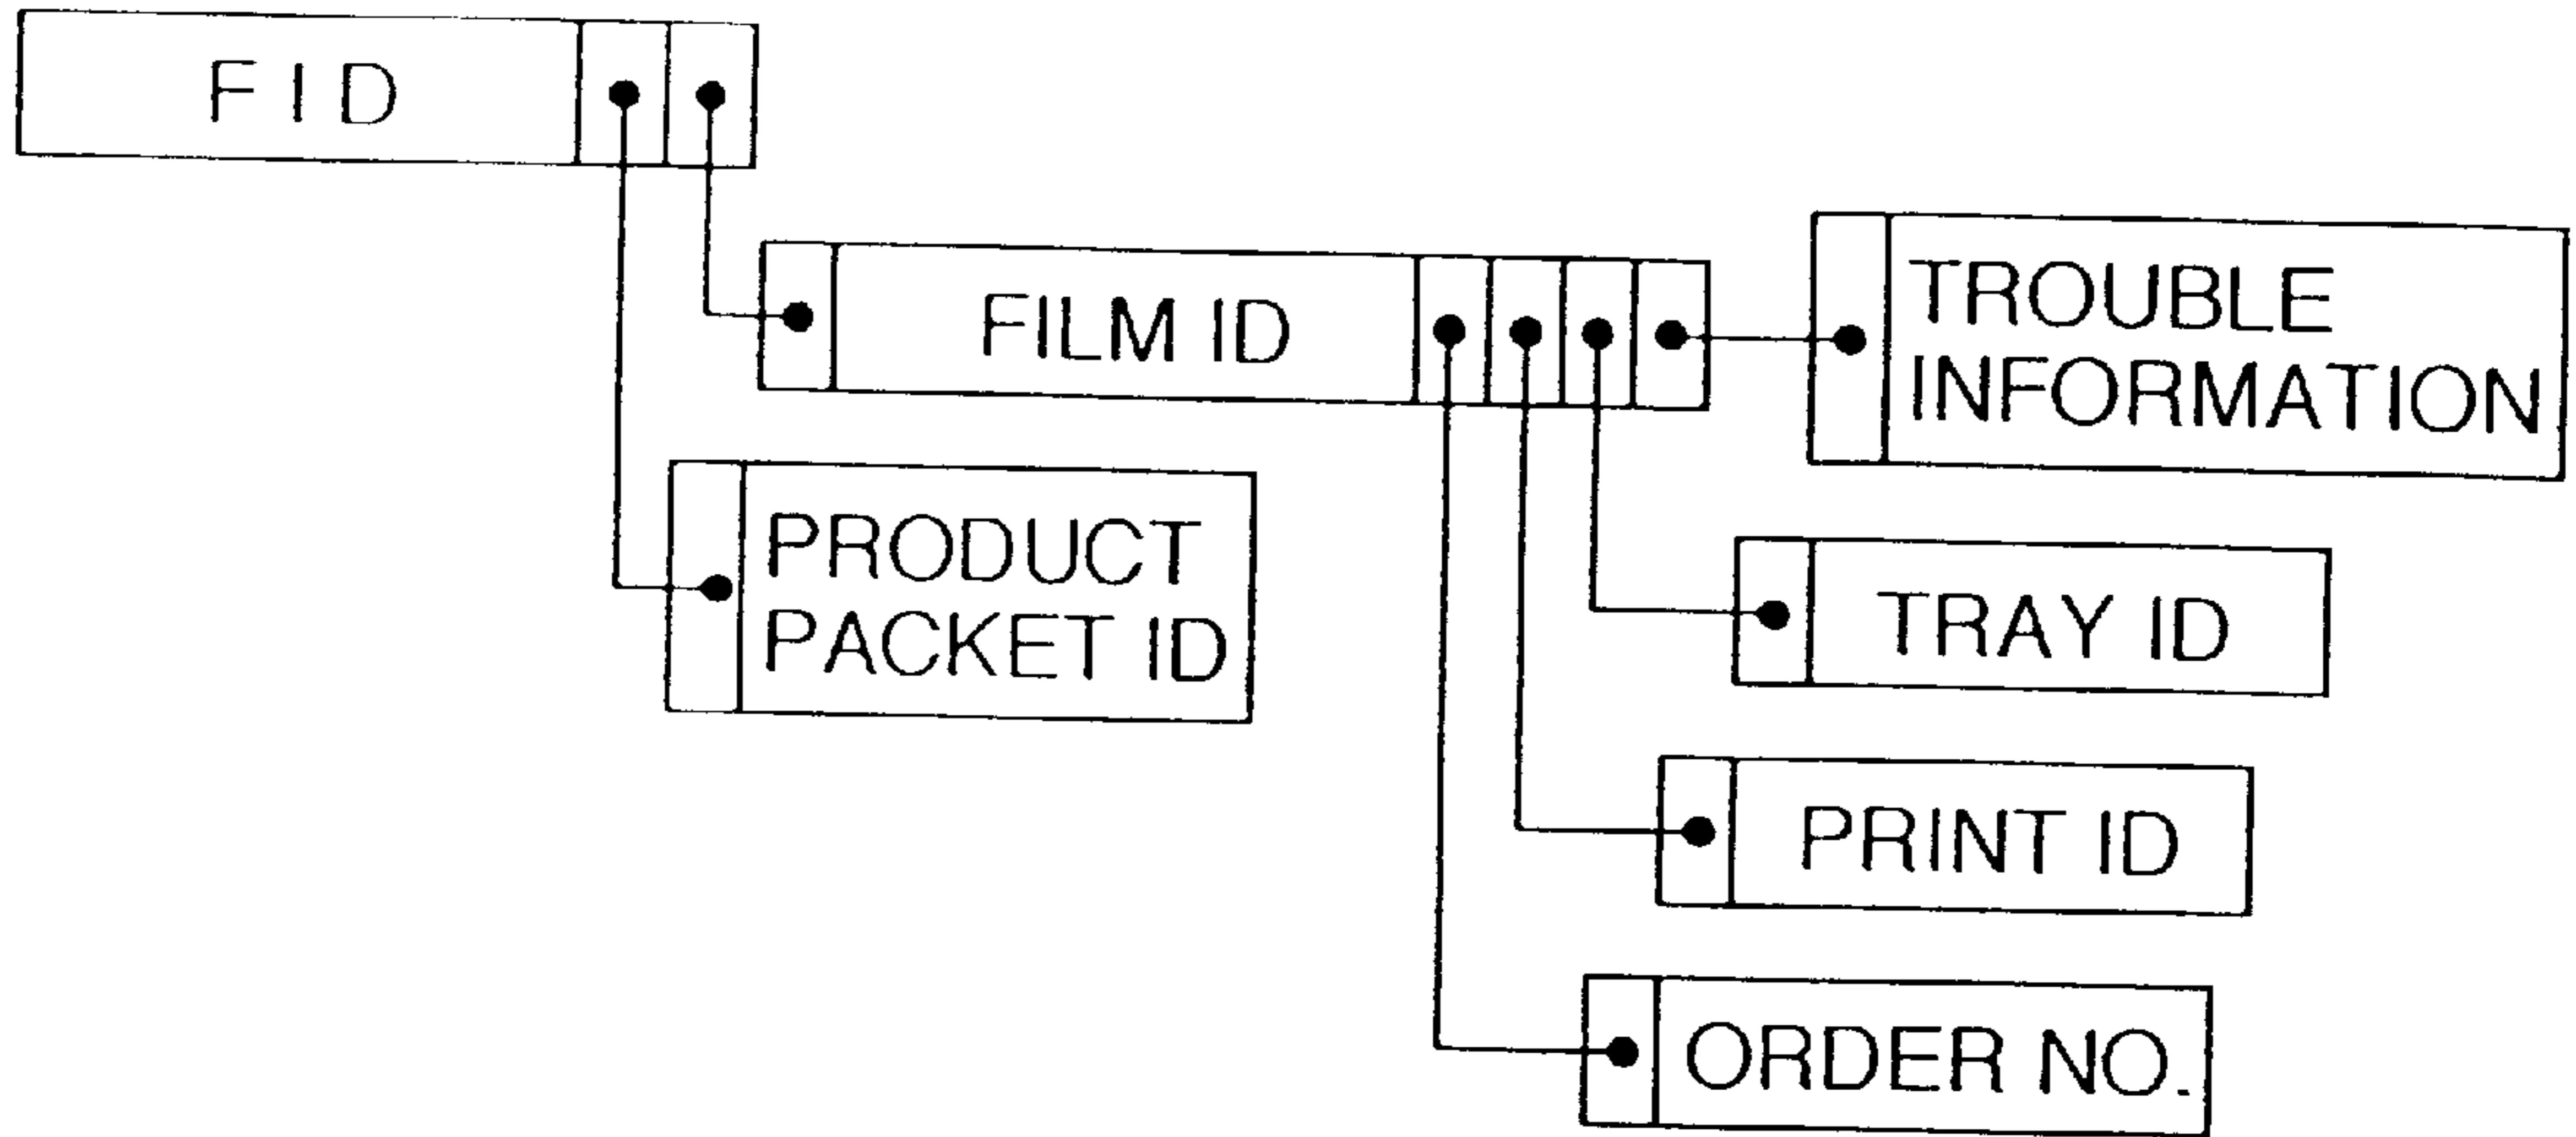 FID
FILM ID
TROUBLE
INFORMATION
PRODUCT
PACKET ID
TRAY ID
PRINT ID
ORDER NO.